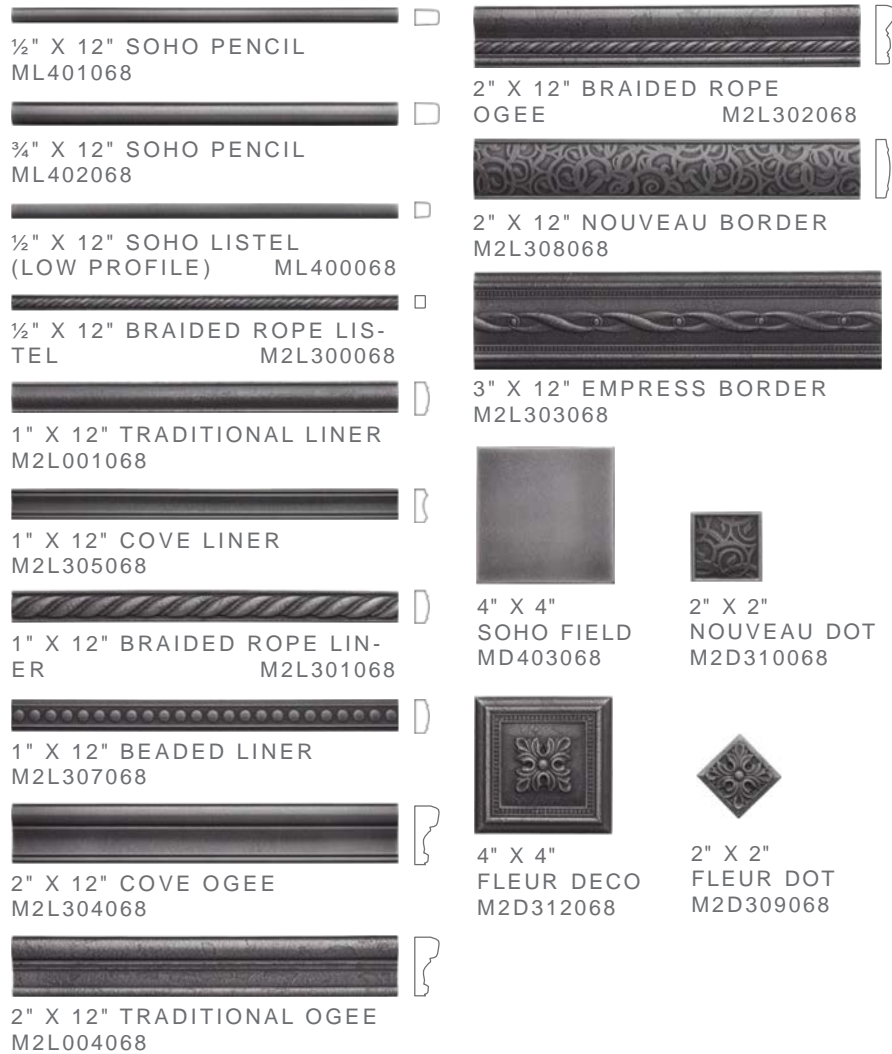 ½" X 12" SOHO PENCIL
ML401068
¾" X 12" SOHO PENCIL
ML402068
½" X 12" SOHO LISTEL
(LOW PROFILE) ML400068
½" X 12" BRAIDED ROPE LIS-
TEL M2L300068
1" X 12" TRADITIONAL LINER
M2L001068
1" X 12" COVE LINER
M2L305068
1" X 12" BRAIDED ROPE LIN-
ER M2L301068
1" X 12" BEADED LINER
M2L307068
2" X 12" COVE OGEE
M2L304068
2" X 12" TRADITIONAL OGEE
M2L004068
2" X 12" BRAIDED ROPE
OGEE M2L302068
2" X 12" NOUVEAU BORDER
M2L308068
3" X 12" EMPRESS BORDER
M2L303068
4" X 4"
SOHO FIELD
MD403068
2" X 2"
NOUVEAU DOT
M2D310068
4" X 4"
FLEUR DECO
M2D312068
2" X 2"
FLEUR DOT
M2D309068